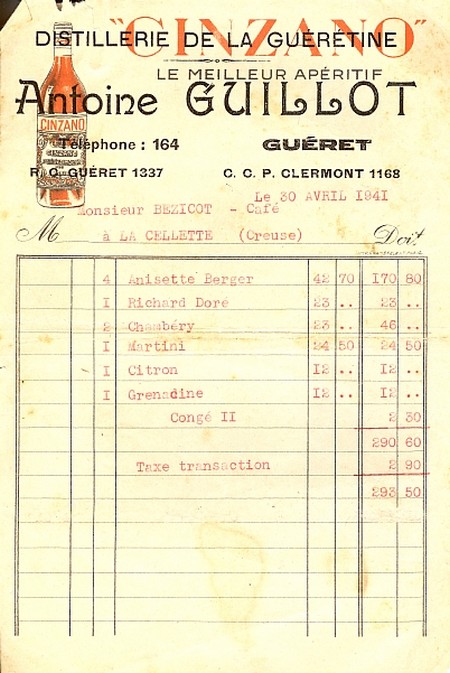 "CINZANO"
DISTILLERIE DE LA GUÉRÉTINE
LE MEILLEUR APÉRITIF
Antoine GUILLOT
CINZANO
Téléphone : 164 GUÉRET
R. C. GUÉRET 1337 C. C. P. CLERMONT 1168
Le 30 AVRIL 1941
Monsieur BEZICOT - Café
M à LA CELLETTE (Creuse) Doit
4 Anisette Berger 42 70 170 80
I Richard Doré 23 .. 23 ..
2 Chambéry 23 .. 46 ..
I Martini 24 50 24 50
I Citron I2 .. I2 ..
I Grenadine I2 .. I2 ..
Congé II 2 30
290 60
Taxe transaction 2 90
293 50